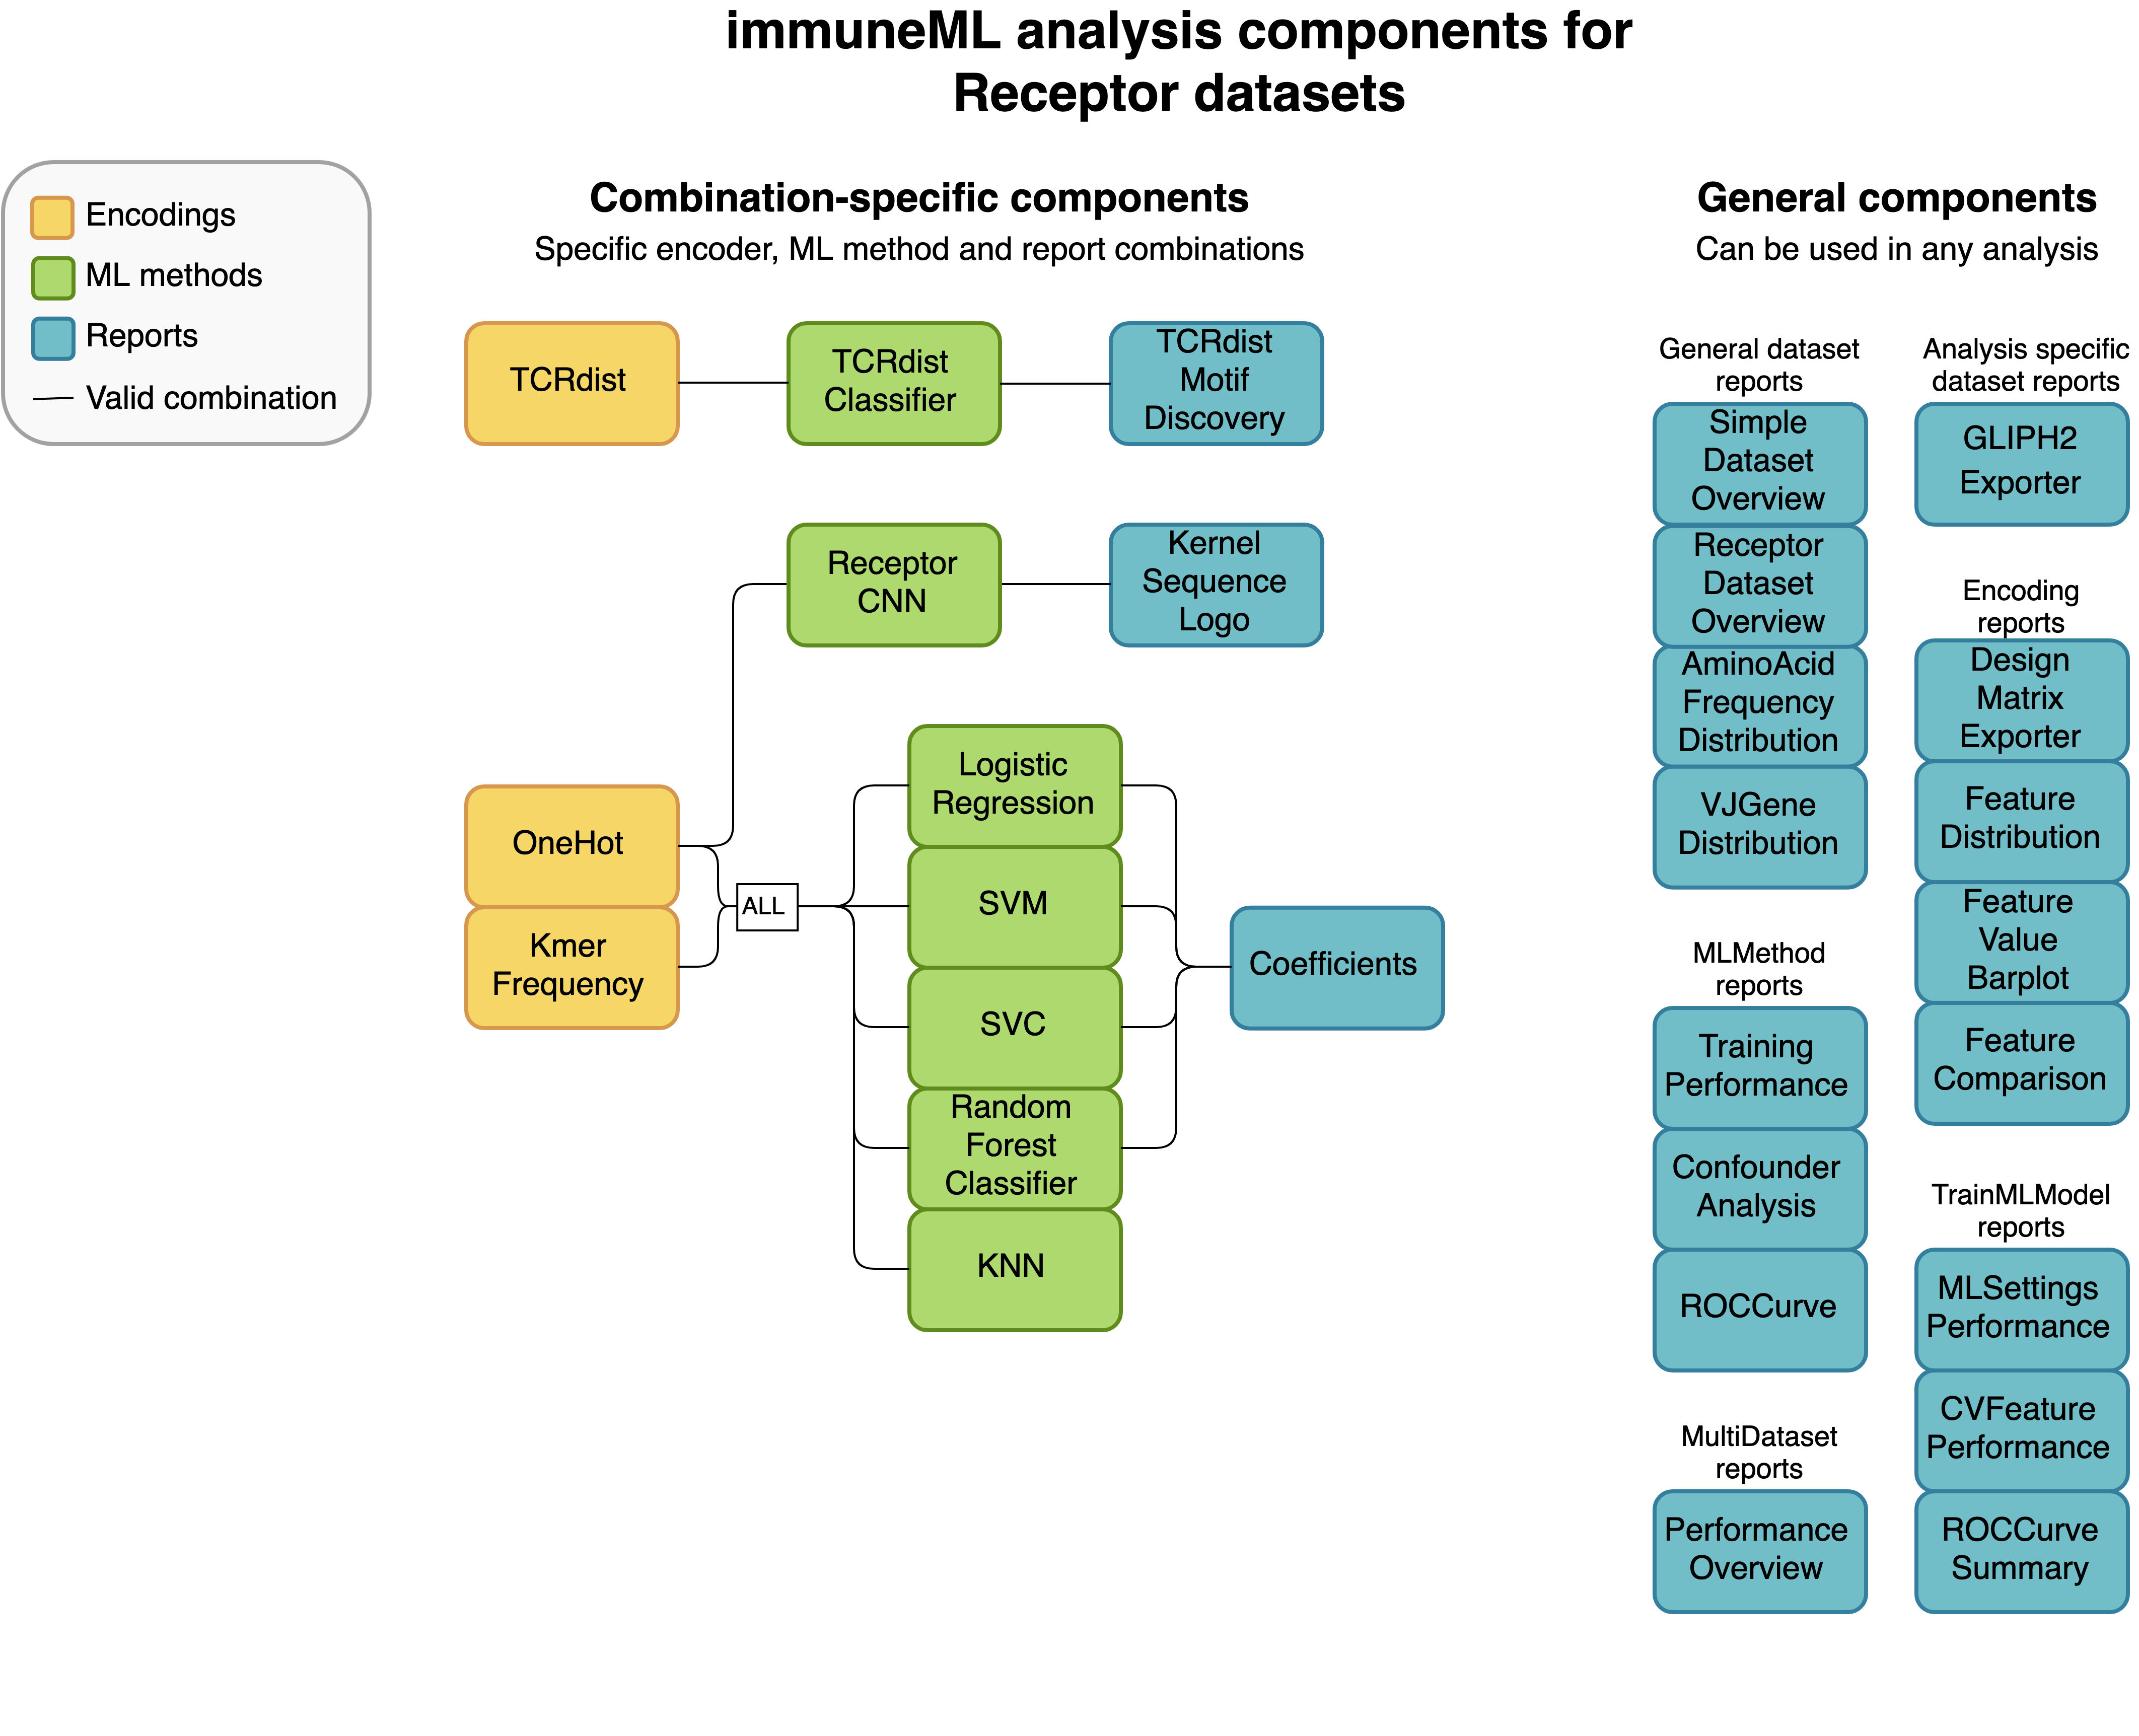 immuneML analysis components for
Receptor datasets
Encodings
ML methods
Reports
Valid combination
Combination-specific components
Specific encoder, ML method and report combinations
TCRdist
TCRdist
Classifier
TCRdist
Motif
Discovery
Receptor
CNN
Kernel
Sequence
Logo
OneHot
Kmer
Frequency
ALL
Logistic
Regression
SVM
SVC
Random
Forest
Classifier
KNN
Coefficients
General components
Can be used in any analysis
General dataset
reports
Simple
Dataset
Overview
Receptor
Dataset
Overview
AminoAcid
Frequency
Distribution
VJGene
Distribution
MLMethod
reports
Training
Performance
Confounder
Analysis
ROCCurve
MultiDataset
reports
Performance
Overview
Analysis specific
dataset reports
GLIPH2
Exporter
Encoding
reports
Design
Matrix
Exporter
Feature
Distribution
Feature
Value
Barplot
Feature
Comparison
TrainMLModel
reports
MLSettings
Performance
CVFeature
Performance
ROCCurve
Summary